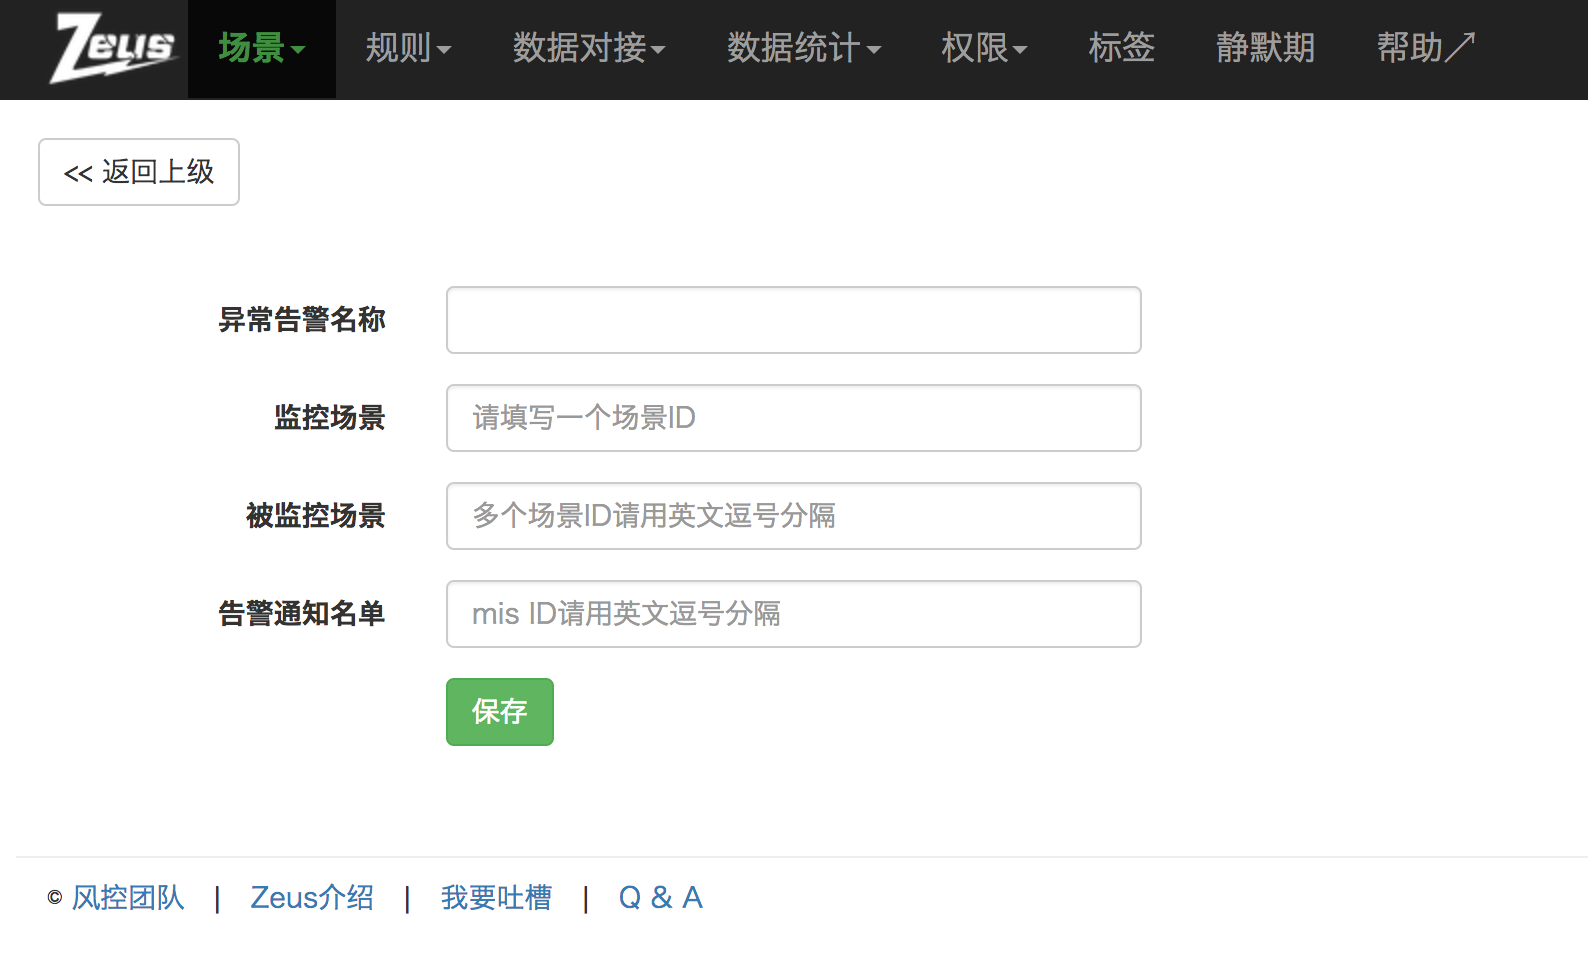 Zeus 场景 规则 数据对接 数据统计 权限 标签 静默期 帮助↗
<< 返回上级
异常告警名称
监控场景 请填写一个场景ID
被监控场景 多个场景ID请用英文逗号分隔
告警通知名单 mis ID请用英文逗号分隔
保存
© 风控团队 | Zeus介绍 | 我要吐槽 | Q & A